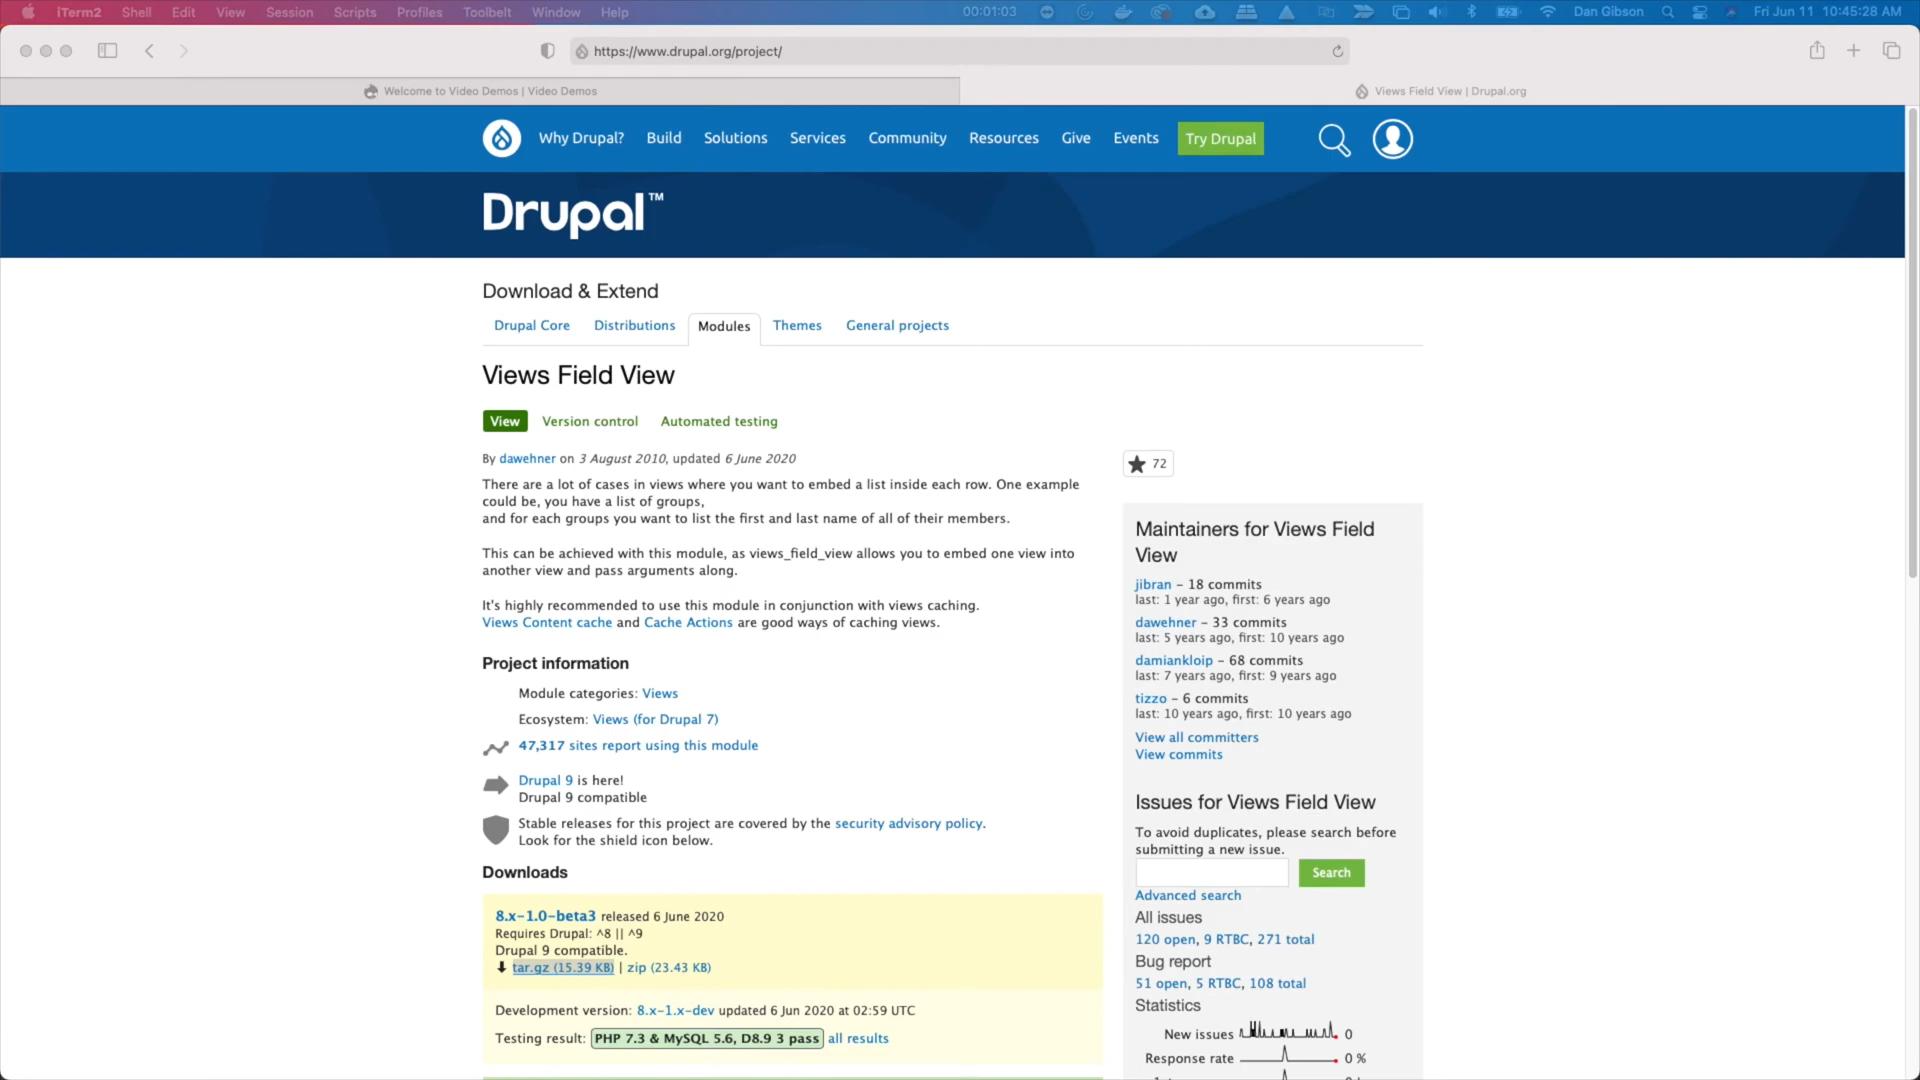 iTerm2 Shell Edit View Session Scripts Profiles Toolbelt Window Help 00:01:03 Dan Gibson Fri Jun 11 10:45:28 AM
https://www.drupal.org/project/
Welcome to Video Demos | Video Demos
Views Field View | Drupal.org
Why Drupal? Build Solutions Services Community Resources Give Events Try Drupal
Drupal™
Download & Extend
Drupal Core Distributions Modules Themes General projects
Views Field View
View Version control Automated testing
By dawehner on 3 August 2010, updated 6 June 2020
There are a lot of cases in views where you want to embed a list inside each row. One example
could be, you have a list of groups,
and for each groups you want to list the first and last name of all of their members.
This can be achieved with this module, as views_field_view allows you to embed one view into
another view and pass arguments along.
It's highly recommended to use this module in conjunction with views caching.
Views Content cache and Cache Actions are good ways of caching views.
Project information
Module categories: Views
Ecosystem: Views (for Drupal 7)
47,317 sites report using this module
Drupal 9 is here!
Drupal 9 compatible
Stable releases for this project are covered by the security advisory policy.
Look for the shield icon below.
Downloads
8.x-1.0-beta3 released 6 June 2020
Requires Drupal: ^8 || ^9
Drupal 9 compatible.
tar.gz (15.39 KB) | zip (23.43 KB)
Development version: 8.x-1.x-dev updated 6 Jun 2020 at 02:59 UTC
Testing result: PHP 7.3 & MySQL 5.6, D8.9 3 pass all results
72
Maintainers for Views Field
View
jibran – 18 commits
last: 1 year ago, first: 6 years ago
dawehner – 33 commits
last: 5 years ago, first: 10 years ago
damiankloip – 68 commits
last: 7 years ago, first: 9 years ago
tizzo – 6 commits
last: 10 years ago, first: 10 years ago
View all committers
View commits
Issues for Views Field View
To avoid duplicates, please search before
submitting a new issue.
Search
Advanced search
All issues
120 open, 9 RTBC, 271 total
Bug report
51 open, 5 RTBC, 108 total
Statistics
New issues 0
Response rate 0 %